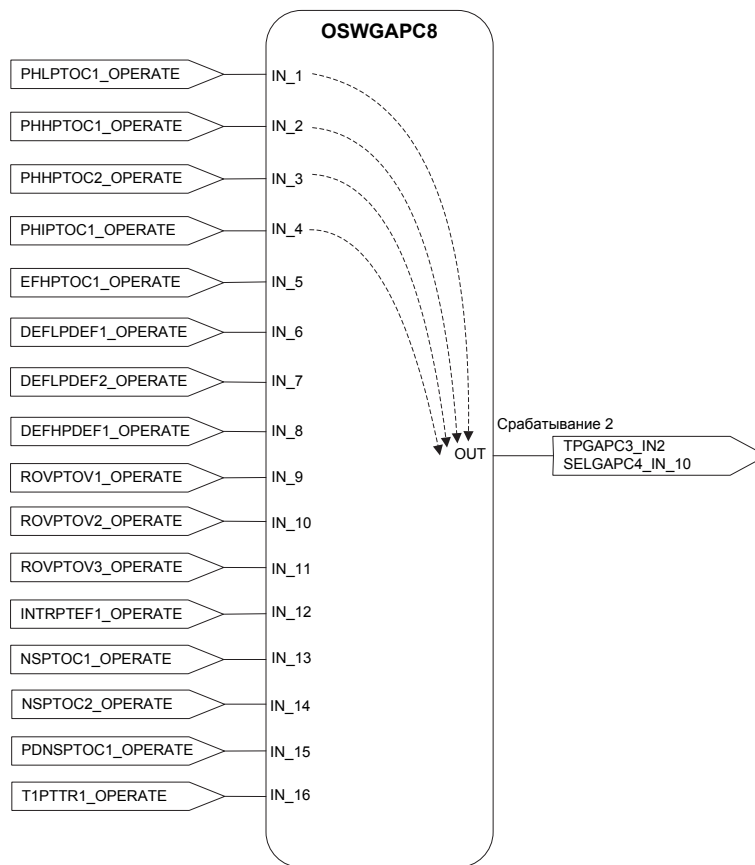 OSWGAPC8
PHLPTOC1_OPERATE
IN_1
PHHPTOC1_OPERATE
IN_2
PHHPTOC2_OPERATE
IN_3
PHIPTOC1_OPERATE
IN_4
EFHPTOC1_OPERATE
IN_5
DEFLPDEF1_OPERATE
IN_6
DEFLPDEF2_OPERATE
IN_7
DEFHPDEF1_OPERATE
IN_8
ROVPTOV1_OPERATE
IN_9
ROVPTOV2_OPERATE
IN_10
ROVPTOV3_OPERATE
IN_11
INTRPTEF1_OPERATE
IN_12
NSPTOC1_OPERATE
IN_13
NSPTOC2_OPERATE
IN_14
PDNSPTOC1_OPERATE
IN_15
T1PTTR1_OPERATE
IN_16
OUT
Срабатывание 2
TPGAPC3_IN2
SELGAPC4_IN_10